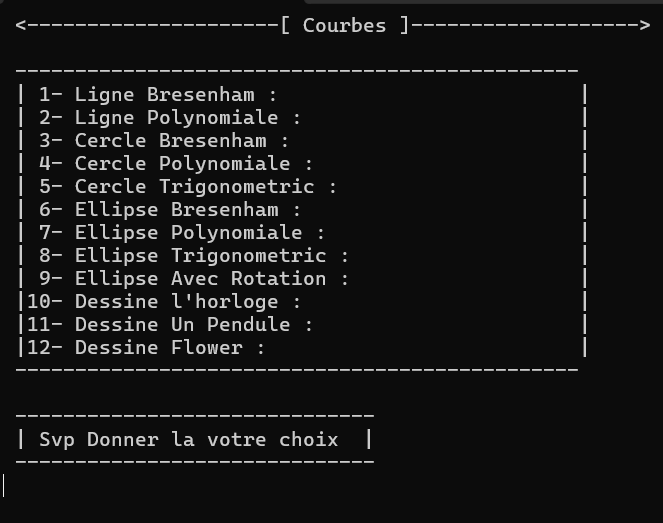 <---------------------[ Courbes ]------------------->
-----------------------------------------------
| 1- Ligne Bresenham : |
| 2- Ligne Polynomiale : |
| 3- Cercle Bresenham : |
| 4- Cercle Polynomiale : |
| 5- Cercle Trigonometric : |
| 6- Ellipse Bresenham : |
| 7- Ellipse Polynomiale : |
| 8- Ellipse Trigonometric : |
| 9- Ellipse Avec Rotation : |
|10- Dessine l'horloge : |
|11- Dessine Un Pendule : |
|12- Dessine Flower : |
-----------------------------------------------
------------------------------
| Svp Donner la votre choix |
------------------------------